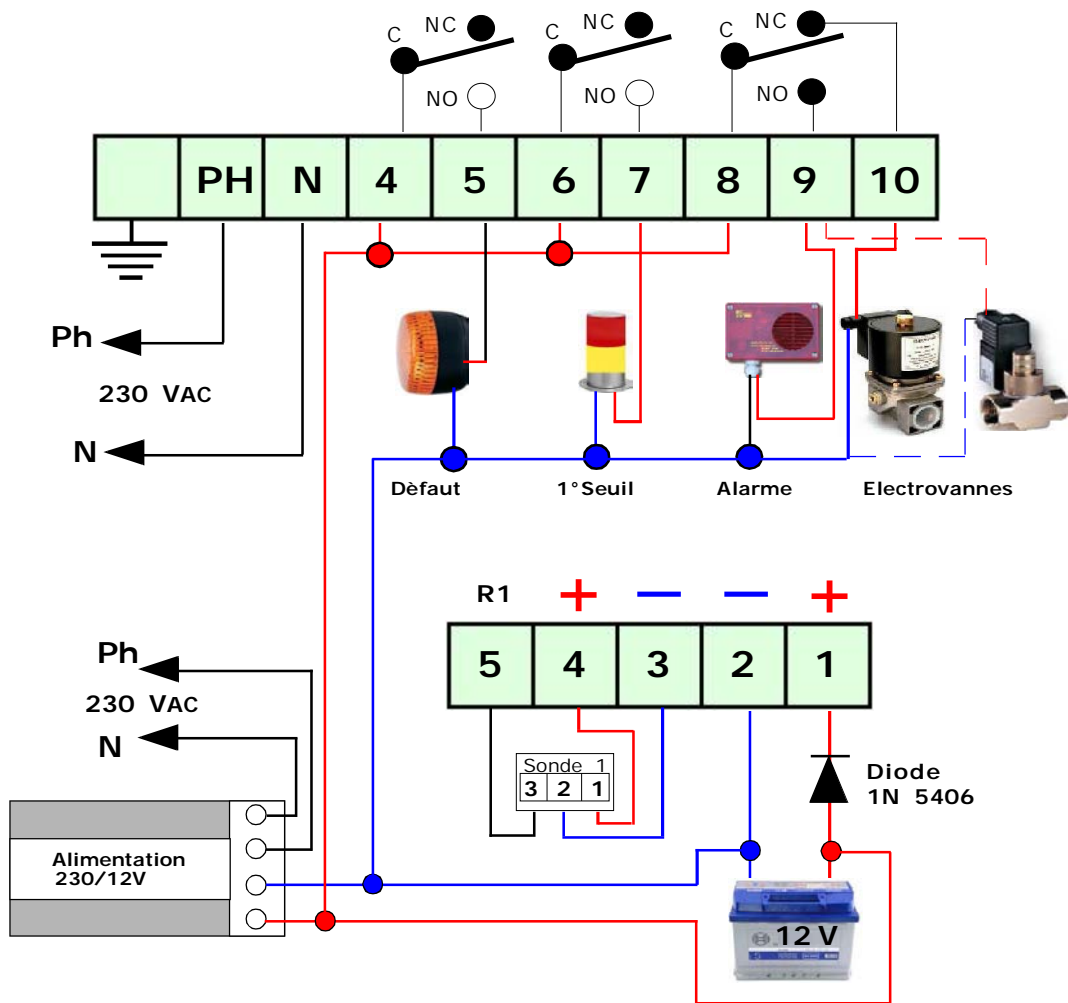 C NC C NC C NC
NO NO NO
PH N 4 5 6 7 8 9 10
Ph
230 VAC
N
Dèfaut 1°Seuil Alarme Electrovannes
R1 + — — +
5 4 3 2 1
Ph
230 VAC
N
Sonde 1
3 2 1
Diode
1N 5406
Alimentation
230/12V
12 V